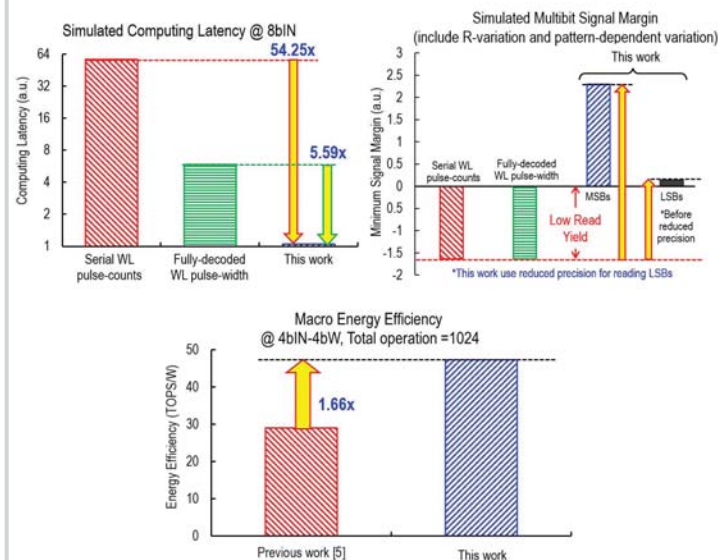 Simulated Computing Latency @ 8bIN
54.25x
5.59x
Computing Latency (a.u.)
64
32
16
8
4
2
1
Serial WL
pulse-counts
Fully-decoded
WL pulse-width
This work
Simulated Multibit Signal Margin
(include R-variation and pattern-dependent variation)
This work
Minimum Signal Margin (a.u.)
3
2.5
2
1.5
1
0.5
0
-0.5
-1
-1.5
-2
Serial WL
pulse-counts
Fully-decoded
WL pulse-width
MSBs
LSBs
*Before
reduced
precision
Low Read
Yield
*This work use reduced precision for reading LSBs
Macro Energy Efficiency
@ 4bIN-4bW, Total operation =1024
Energy Efficiency (TOPS/W)
50
40
30
20
10
0
1.66x
Previous work [5]
This work